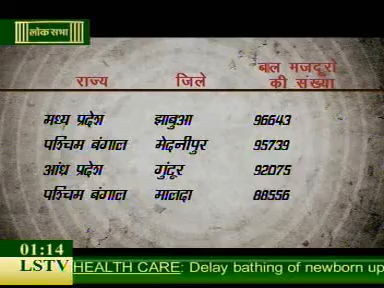 लोक सभा
राज्य जिले बाल मजदूरो की संख्या
मध्य प्रदेश झाबुआ 96643
पश्चिम बंगाल मेदनीपुर 95739
आंध्र प्रदेश गुंटूर 92075
पश्चिम बंगाल मालदा 88556
01:14
LSTV HEALTH CARE: Delay bathing of newborn up